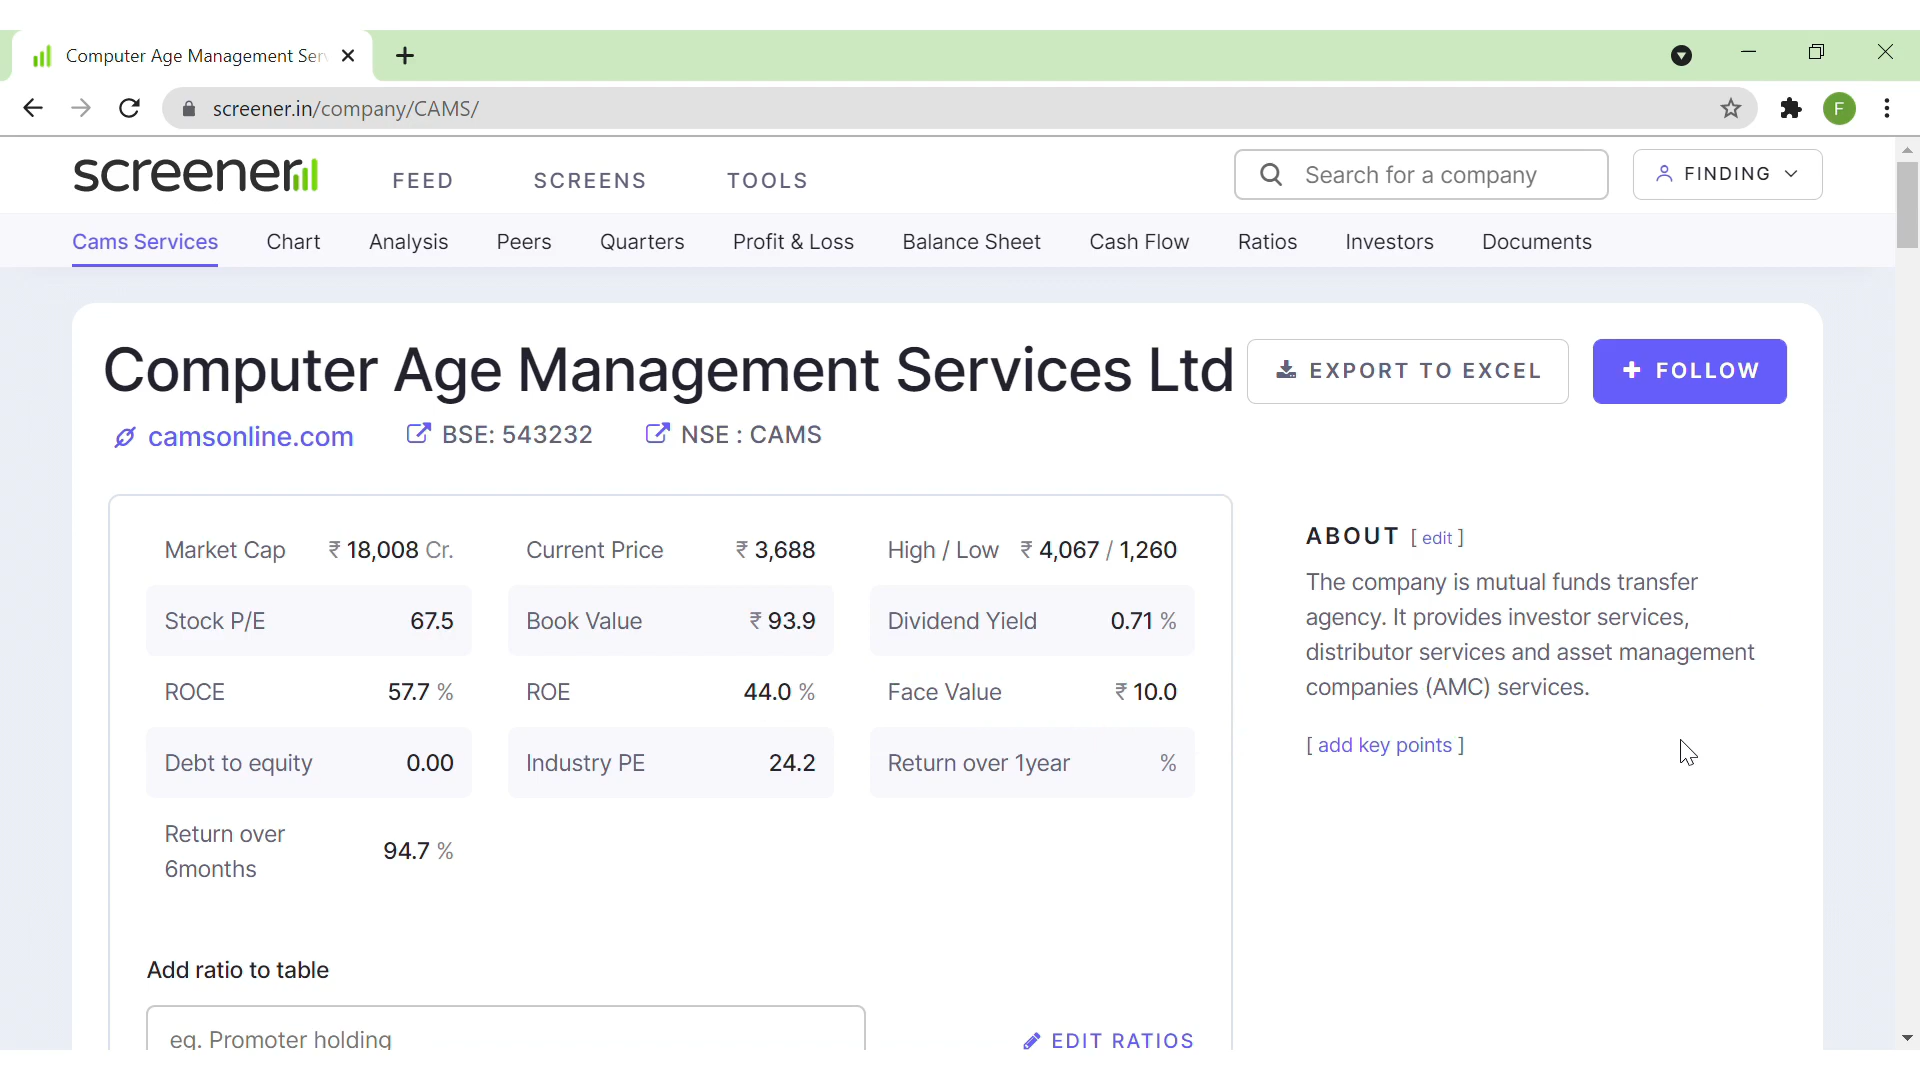 Computer Age Management Ser
screener.in/company/CAMS/
F
screener
FEED
SCREENS
TOOLS
Search for a company
FINDING
Cams Services
Chart
Analysis
Peers
Quarters
Profit & Loss
Balance Sheet
Cash Flow
Ratios
Investors
Documents
Computer Age Management Services Ltd
EXPORT TO EXCEL
+ FOLLOW
camsonline.com
BSE: 543232
NSE : CAMS
Market Cap ₹ 18,008 Cr.
Current Price ₹ 3,688
High / Low ₹ 4,067 / 1,260
Stock P/E 67.5
Book Value ₹ 93.9
Dividend Yield 0.71 %
ROCE 57.7 %
ROE 44.0 %
Face Value ₹ 10.0
Debt to equity 0.00
Industry PE 24.2
Return over 1year %
Return over
6months
94.7 %
ABOUT [ edit ]
The company is mutual funds transfer
agency. It provides investor services,
distributor services and asset management
companies (AMC) services.
[ add key points ]
Add ratio to table
eg. Promoter holding
EDIT RATIOS